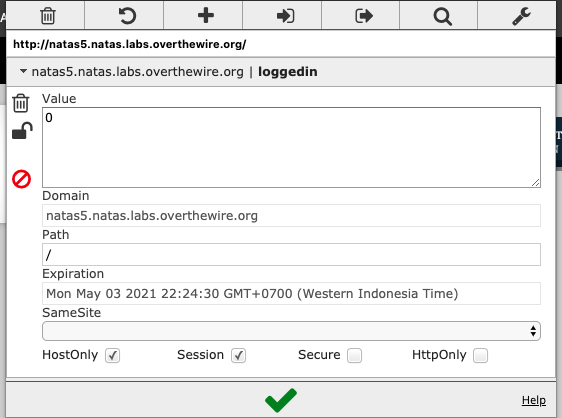 http://natas5.natas.labs.overthewire.org/
natas5.natas.labs.overthewire.org | loggedin
Value
0
Domain
natas5.natas.labs.overthewire.org
Path
/
Expiration
Mon May 03 2021 22:24:30 GMT+0700 (Western Indonesia Time)
SameSite
HostOnly Session Secure HttpOnly
Help